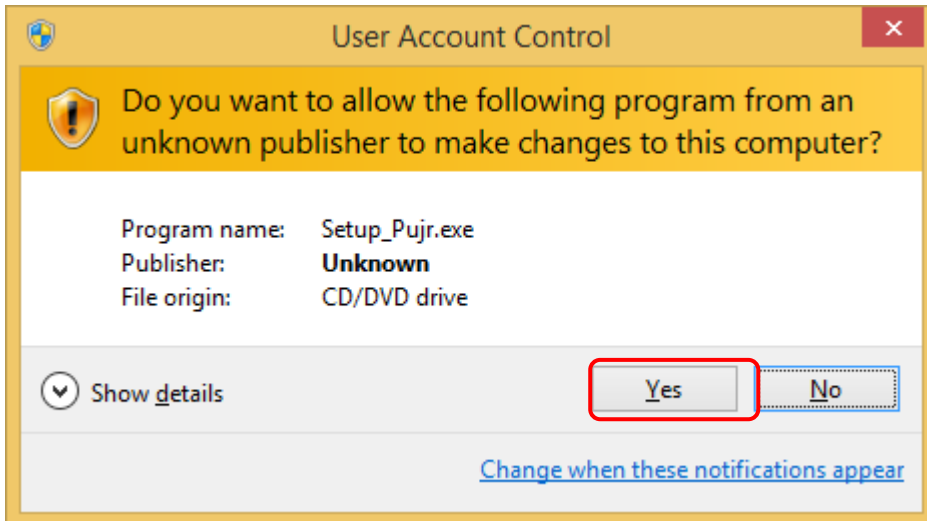 User Account Control
Do you want to allow the following program from an
unknown publisher to make changes to this computer?
Program name: Setup_Pujr.exe
Publisher: Unknown
File origin: CD/DVD drive
Show details
Yes
No
Change when these notifications appear